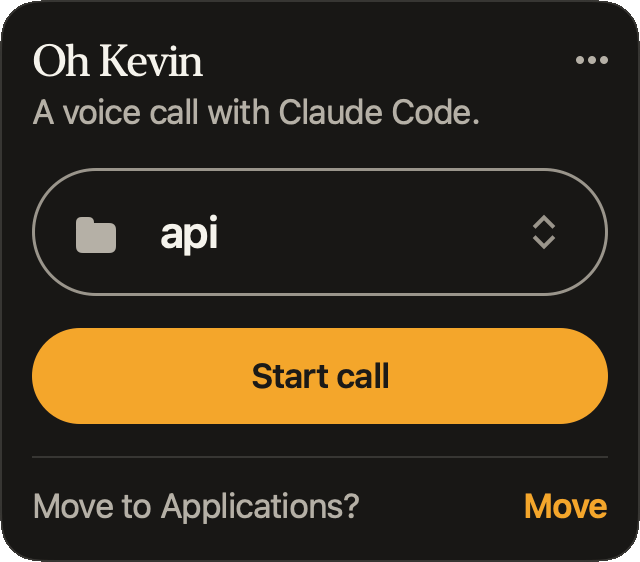 Oh Kevin
A voice call with Claude Code.
api
Start call
Move to Applications? Move